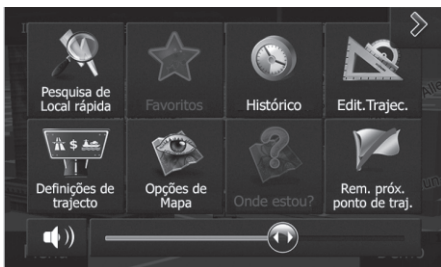 Pesquisa de
Local rápida
Favoritos
Histórico
Edit.Trajec.
$
Definições de
trajecto
Opções de
Mapa
Onde estou?
Rem. próx.
ponto de traj.